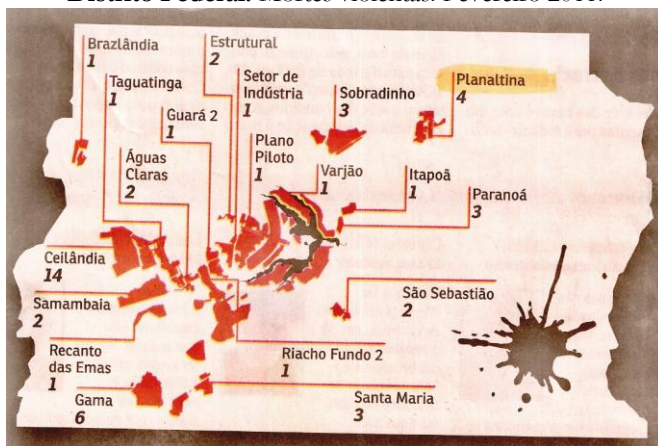 Distrito Federal. Mortes violentas. Fevereiro 2011.
Brazlândia
1
Estrutural
2
Taguatinga
1
Setor de
Indústria
1
Sobradinho
3
Planaltina
4
Guará 2
1
Plano
Piloto
1
Águas
Claras
2
Varjão
1
Itapoã
1
Paranoá
3
Ceilândia
14
Samambaia
2
São Sebastião
2
Recanto
das Emas
1
Riacho Fundo 2
1
Gama
6
Santa Maria
3